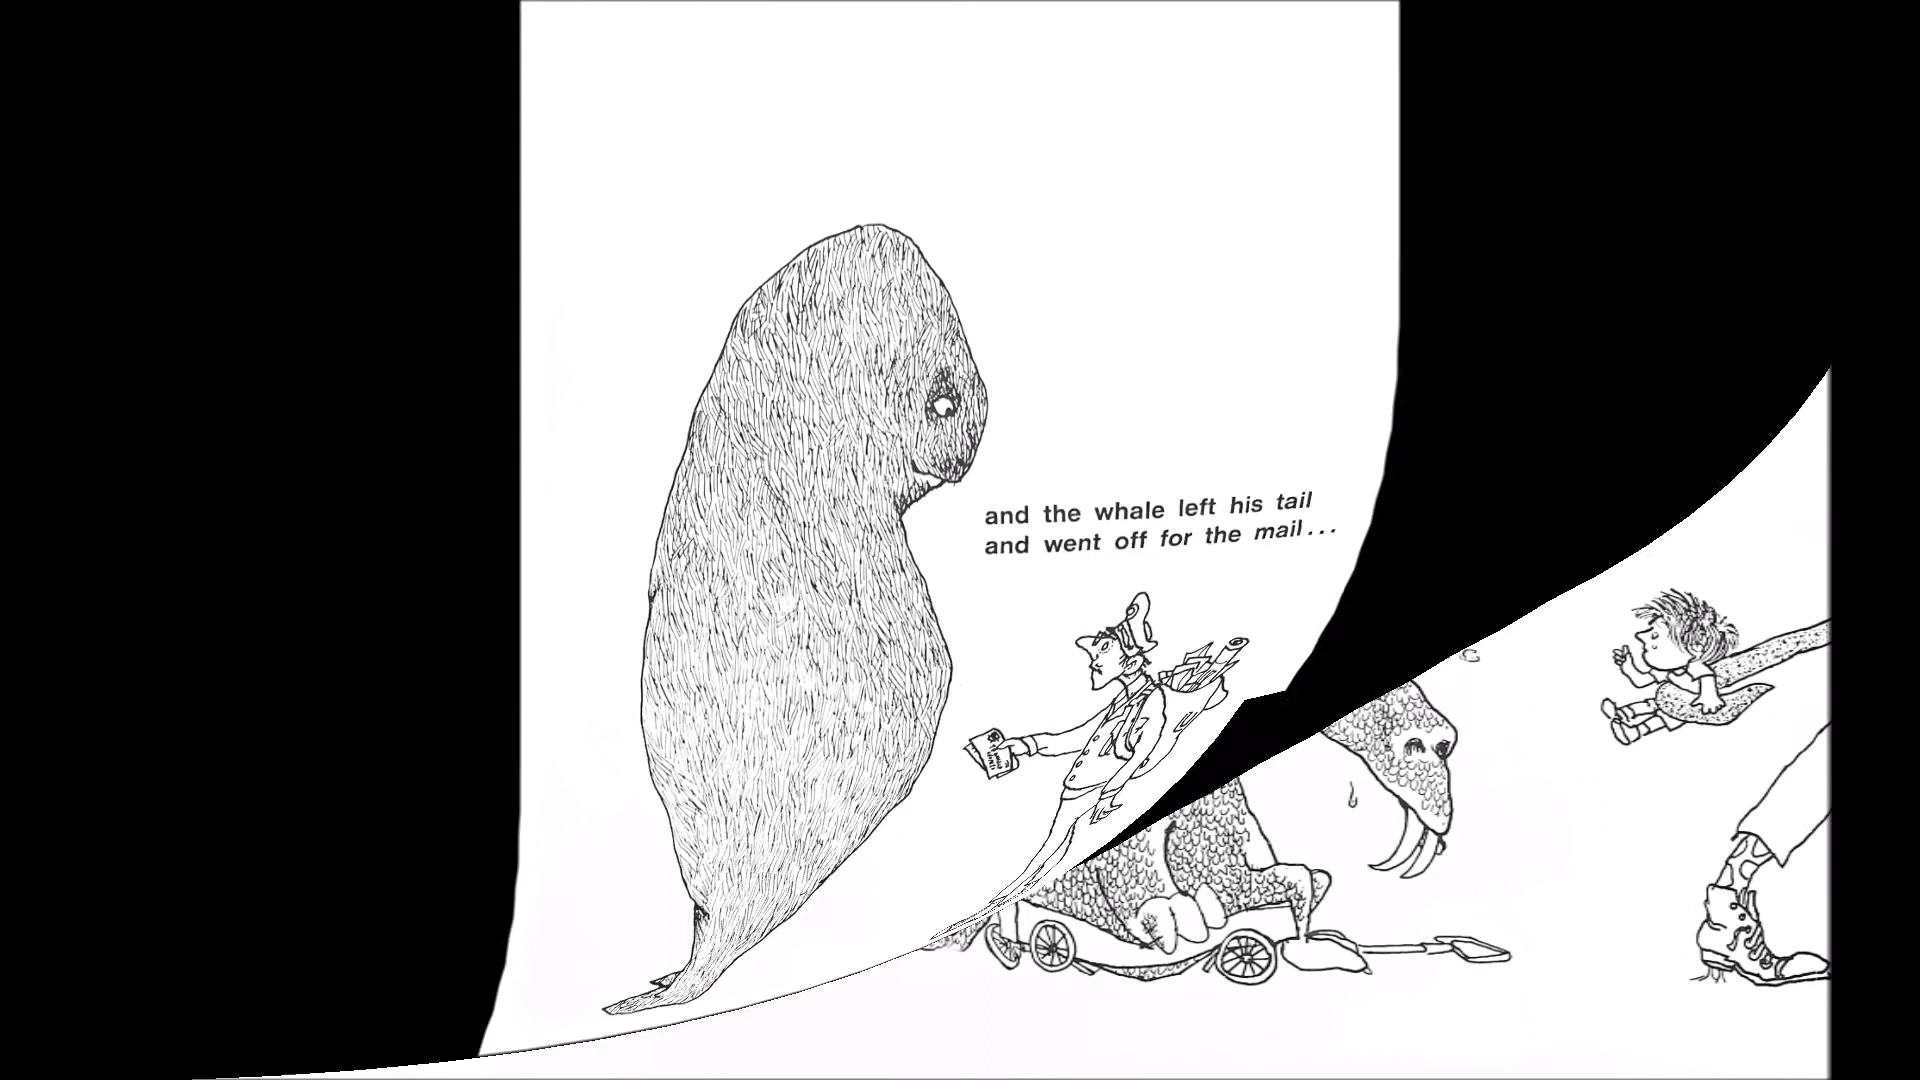 and the whale left his tail
and went off for the mail...